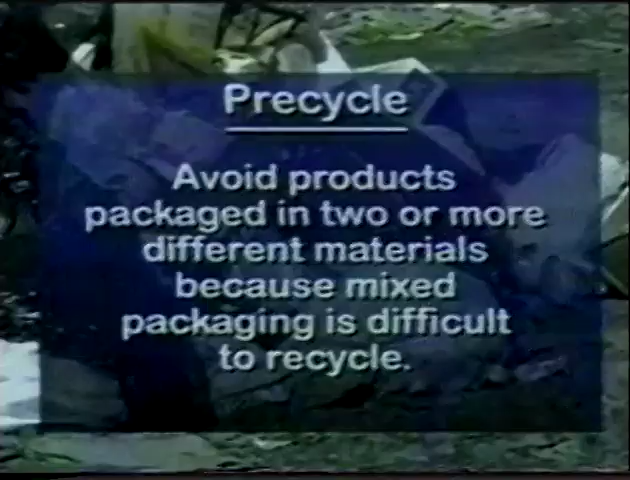 Precycle
Avoid products
packaged in two or more
different materials
because mixed
packaging is difficult
to recycle.